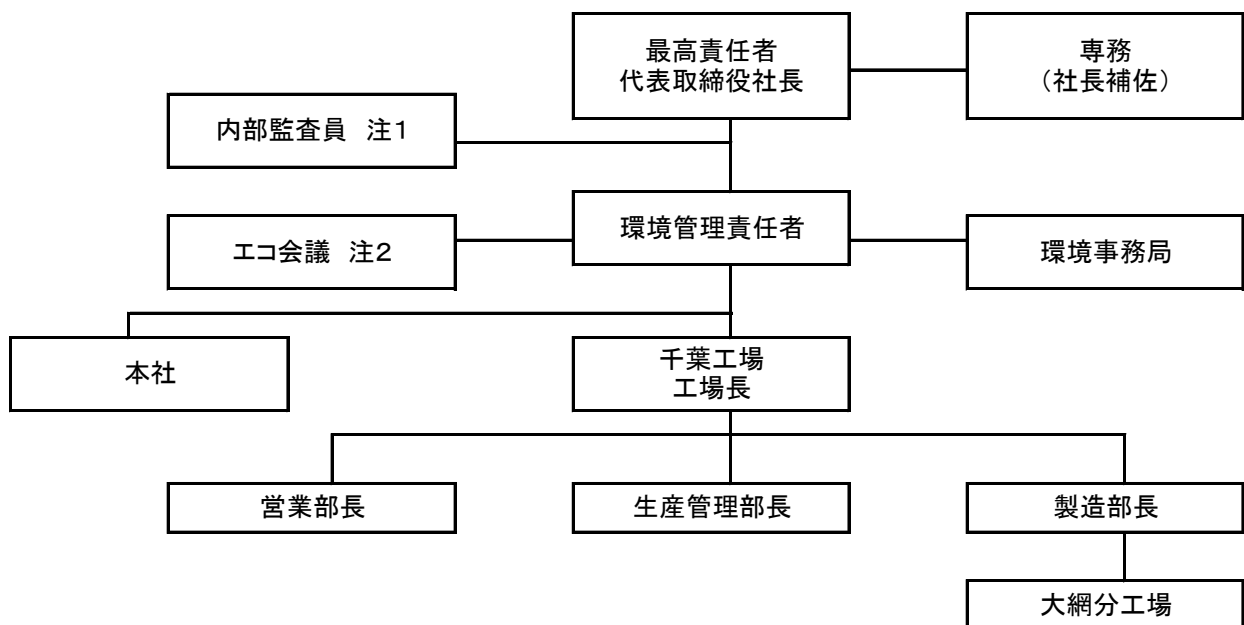 最高責任者
代表取締役社長
専務
（社長補佐）
内部監査員　注１
環境管理責任者
エコ会議　注２
環境事務局
本社
千葉工場
工場長
営業部長
生産管理部長
製造部長
大網分工場